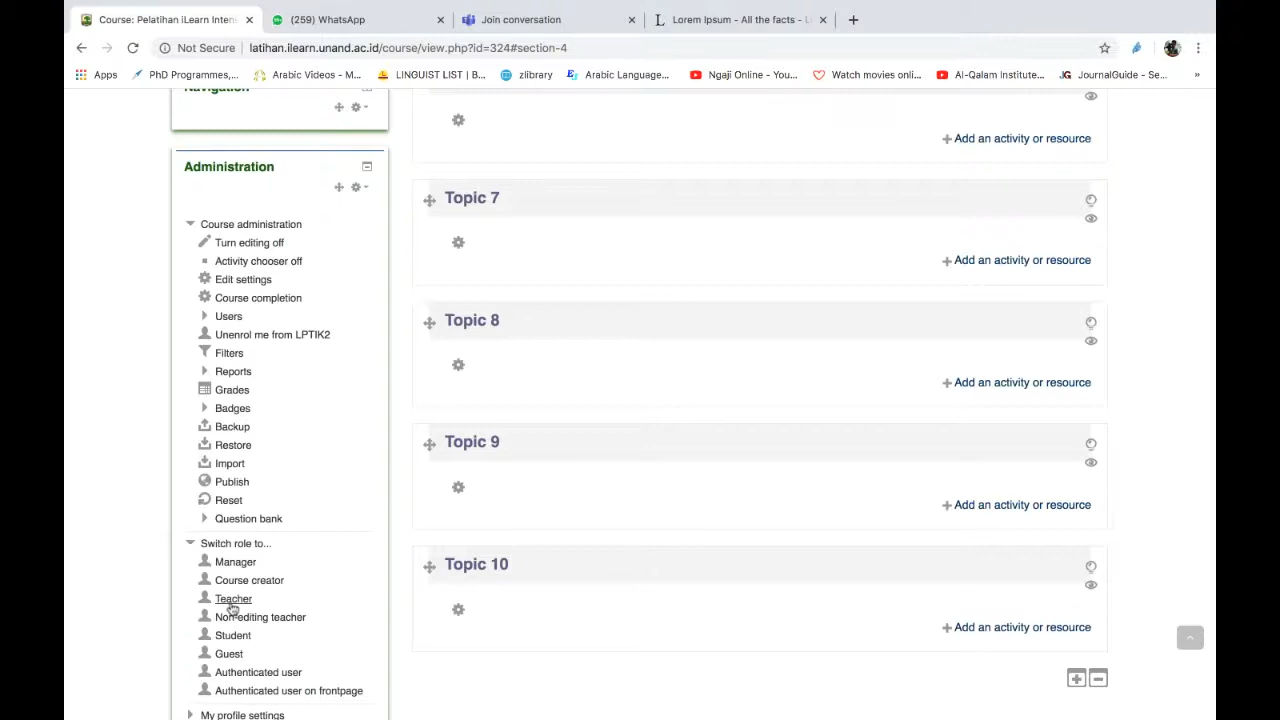 Course: Pelatihan iLearn Inten
(259) WhatsApp
Join conversation
Lorem Ipsum - All the facts - L
Not Secure
latihan.ilearn.unand.ac.id/course/view.php?id=324#section-4
Apps
PhD Programmes,...
Arabic Videos - M...
LINGUIST LIST | B...
zlibrary
Arabic Language,...
Ngaji Online - You...
Watch movies onli...
Al-Qalam Institute...
JournalGuide - Se...
»
Navigation
Administration
Course administration
Turn editing off
Activity chooser off
Edit settings
Course completion
Users
Unenrol me from LPTIK2
Filters
Reports
Grades
Badges
Backup
Restore
Import
Publish
Reset
Question bank
Switch role to...
Manager
Course creator
Teacher
Non-editing teacher
Student
Guest
Authenticated user
Authenticated user on frontpage
My profile settings
Add an activity or resource
Topic 7
Add an activity or resource
Topic 8
Add an activity or resource
Topic 9
Add an activity or resource
Topic 10
Add an activity or resource